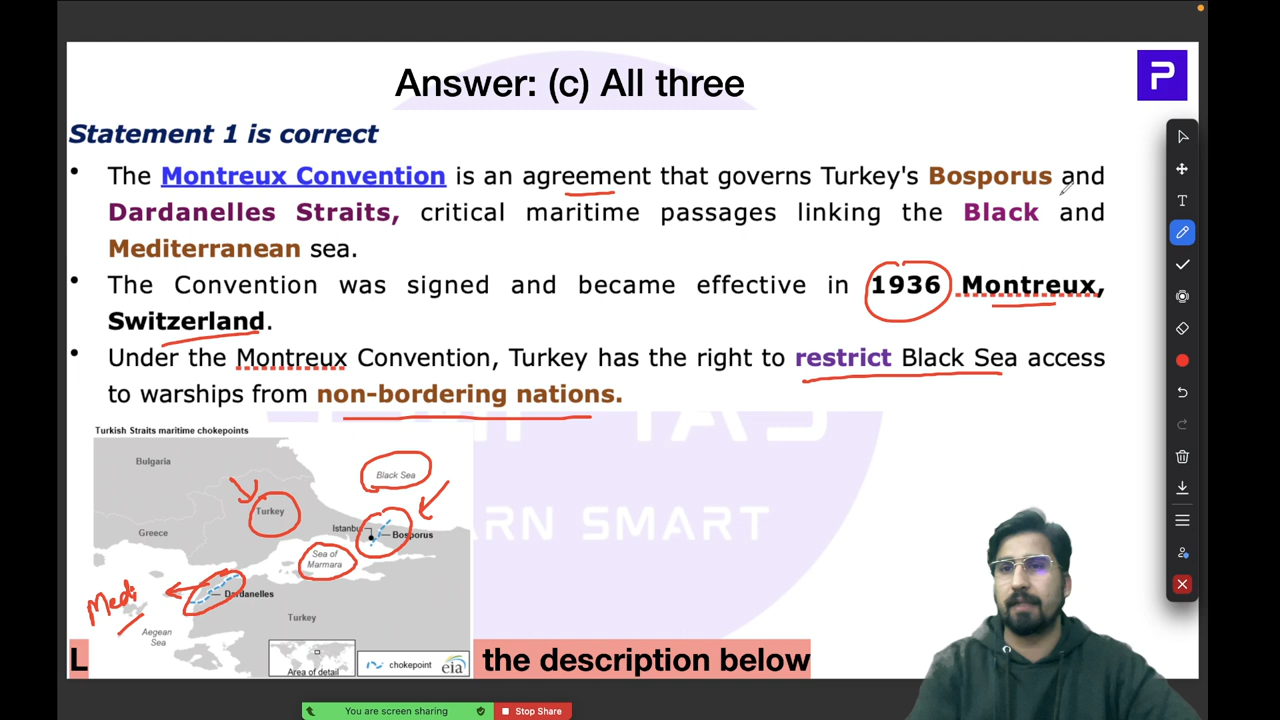 Answer: (c) All three
P
Statement 1 is correct
• The Montreux Convention is an agreement that governs Turkey's Bosporus and
Dardanelles Straits, critical maritime passages linking the Black and
Mediterranean sea.
• The Convention was signed and became effective in 1936 Montreux,
Switzerland.
• Under the Montreux Convention, Turkey has the right to restrict Black Sea access
to warships from non-bordering nations.
Turkish Straits maritime chokepoints
Bulgaria
Black Sea
Turkey
Istanbul
Bosporus
Greece
Sea of
Marmara
Dardanelles
Medi
Turkey
Aegean
Sea
Area of detail
chokepoint
eia
ARN SMART
L
the description below
T
You are screen sharing
Stop Share